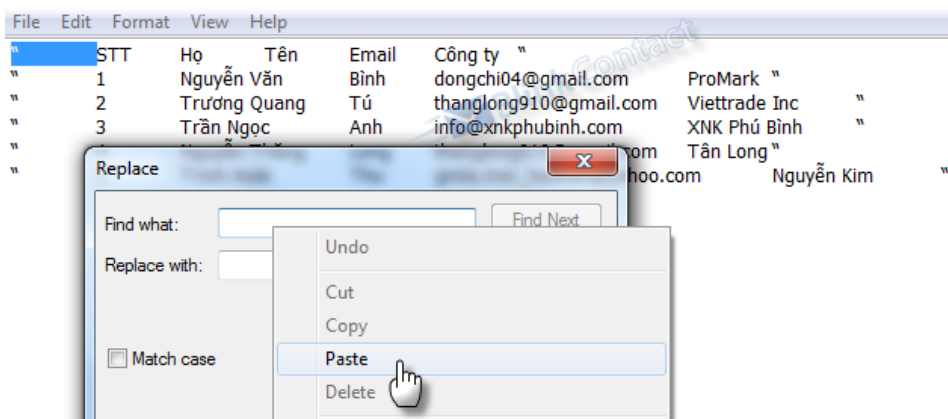 File Edit Format View Help
" STT Họ Tên Email Công ty "
" 1 Nguyễn Văn Bình dongchi04@gmail.com ProMark "
" 2 Trương Quang Tú thanglong910@gmail.com Viettrade Inc "
" 3 Trần Ngọc Anh info@xnkphubinh.com XNK Phú Bình "
" com Tân Long "
" hoo.com Nguyễn Kim "
Replace
Find what:
Find Next
Replace with:
Match case
Undo
Cut
Copy
Paste
Delete